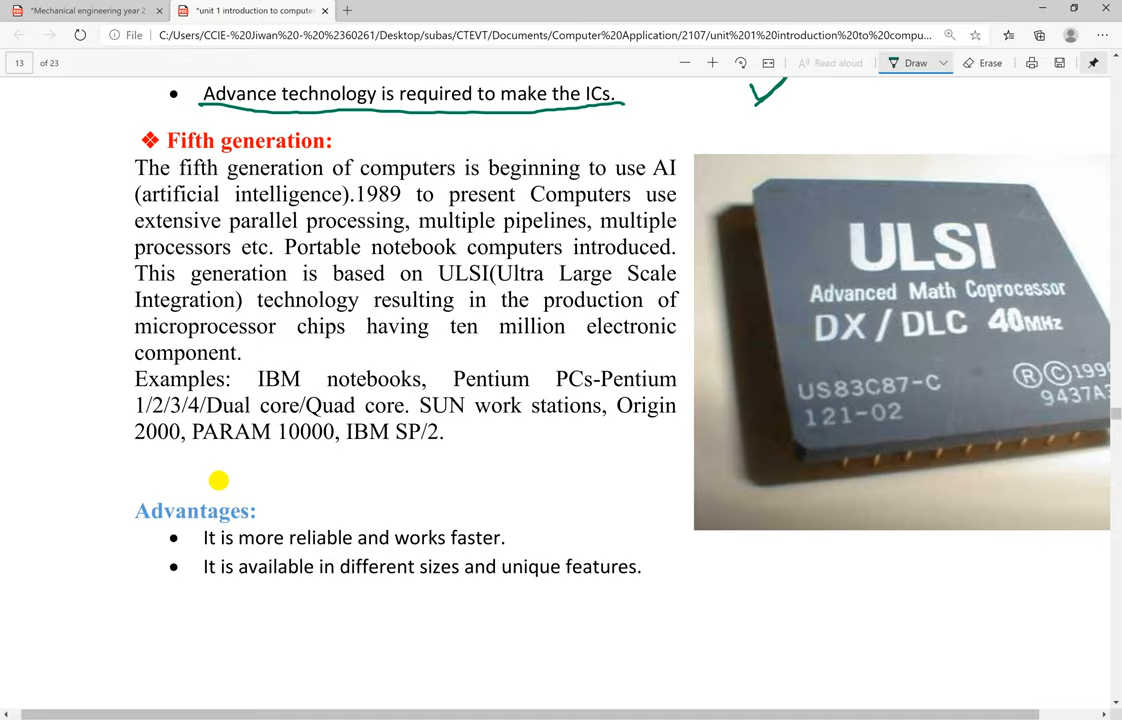 *Mechanical engineering year 2
*unit 1 introduction to compute
File
C:/Users/CCIE-%20Jiwan%20-%20%2360261/Desktop/subas/CTEVT/Documents/Computer%20Application/2107/unit%201%20introduction%20to%20compu...
13 of 23
Read aloud
Draw
Erase
• Advance technology is required to make the ICs.
❖ Fifth generation:
The fifth generation of computers is beginning to use AI
(artificial intelligence).1989 to present Computers use
extensive parallel processing, multiple pipelines, multiple
processors etc. Portable notebook computers introduced.
This generation is based on ULSI(Ultra Large Scale
Integration) technology resulting in the production of
microprocessor chips having ten million electronic
component.
Examples: IBM notebooks, Pentium PCs-Pentium
1/2/3/4/Dual core/Quad core. SUN work stations, Origin
2000, PARAM 10000, IBM SP/2.
ULSI
Advanced Math Coprocessor
DX/DLC 40MHz
US83C87-C
121-02
®©199
9437A
Advantages:
• It is more reliable and works faster.
• It is available in different sizes and unique features.